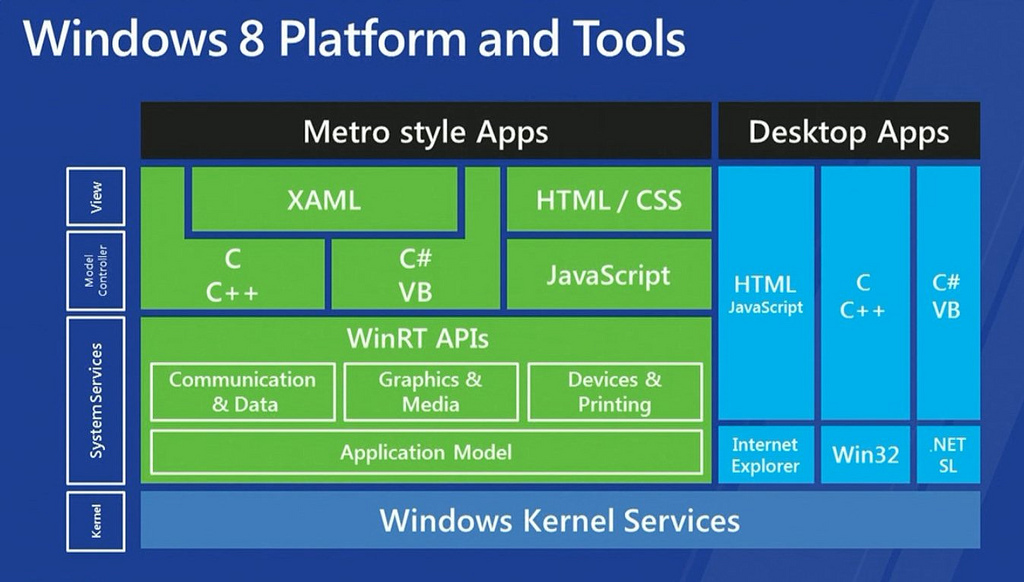 Windows 8 Platform and Tools
Metro style Apps
Desktop Apps
View
XAML
HTML / CSS
Model
Controller
C
C++
C#
VB
JavaScript
HTML
JavaScript
C
C++
C#
VB
System Services
WinRT APIs
Communication
& Data
Graphics &
Media
Devices &
Printing
Application Model
Internet
Explorer
Win32
.NET
SL
Kernel
Windows Kernel Services